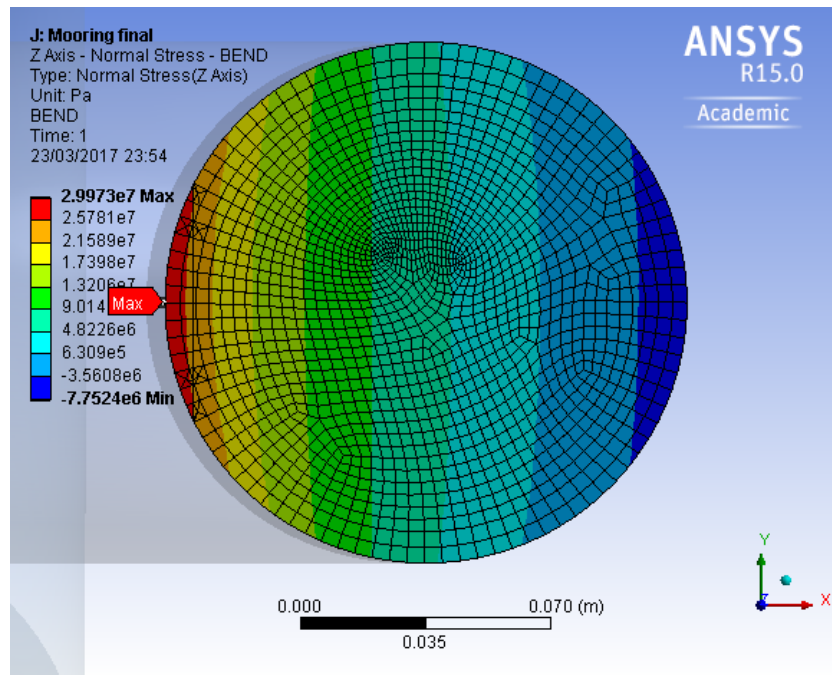 J: Mooring final
Z Axis - Normal Stress - BEND
Type: Normal Stress(Z Axis)
Unit: Pa
BEND
Time: 1
23/03/2017 23:54
ANSYS
R15.0
Academic
2.9973e7 Max
2.5781e7
2.1589e7
1.7398e7
1.3206e7
9.014
Max
4.8226e6
6.309e5
-3.5608e6
-7.7524e6 Min
0.000
0.070 (m)
0.035
Y
Z
X